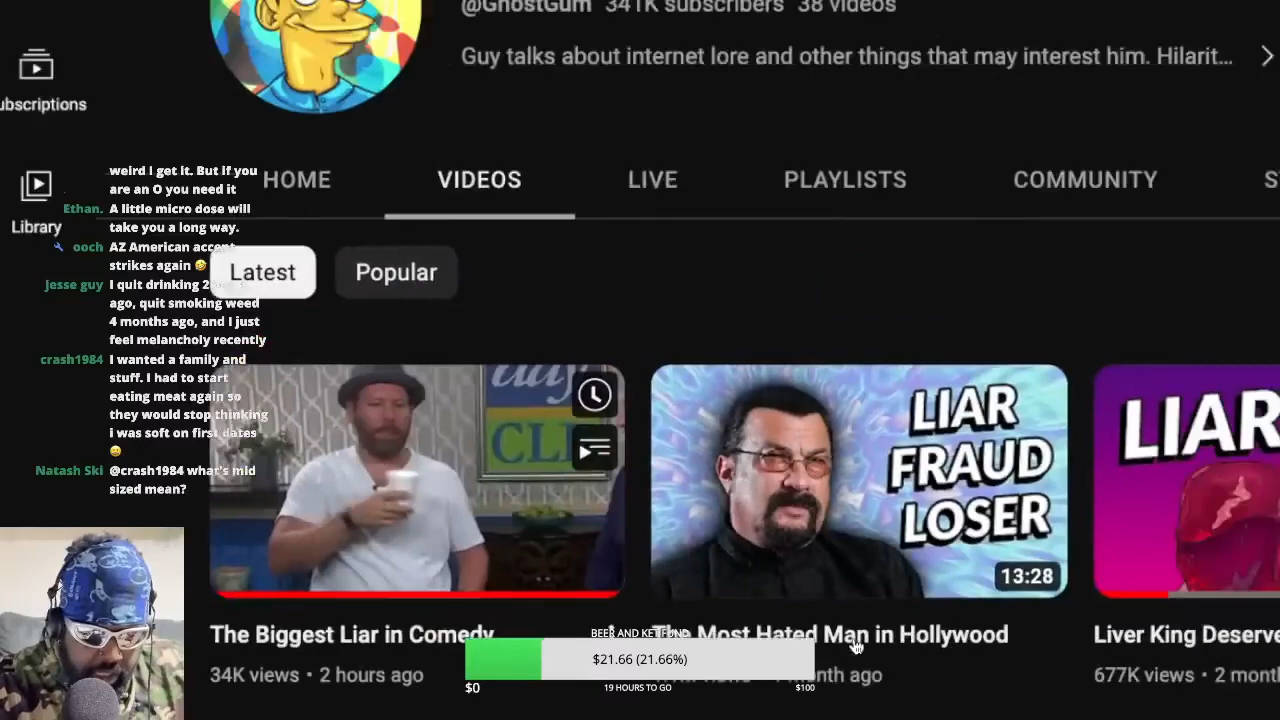 @GhostGum 341K subscribers 38 videos
Guy talks about internet lore and other things that may interest him. Hilarit...
ubscriptions
Library
HOME
VIDEOS
LIVE
PLAYLISTS
COMMUNITY
Latest
Popular
weird I get it. But if you
are an O you need it
Ethan. A little micro dose will
take you a long way.
ooch AZ American accent
strikes again
Jesse guy I quit drinking
ago, quit smoking weed
4 months ago, and I just
feel melancholy recently
crash1984 I wanted a family and
stuff. I had to start
eating meat again so
they would stop thinking
i was soft on first dates
Natash Ski @crash1984 what's mid
sized mean?
CL
LIAR
FRAUD
LOSER
13:28
LIAR
The Biggest Liar in Comedy
34K views • 2 hours ago
The Most Hated Man in Hollywood
month ago
Liver King Deserve
677K views • 2 mont
BEER AND KET FUND
$21.66 (21.66%)
$0
19 HOURS TO GO
$100